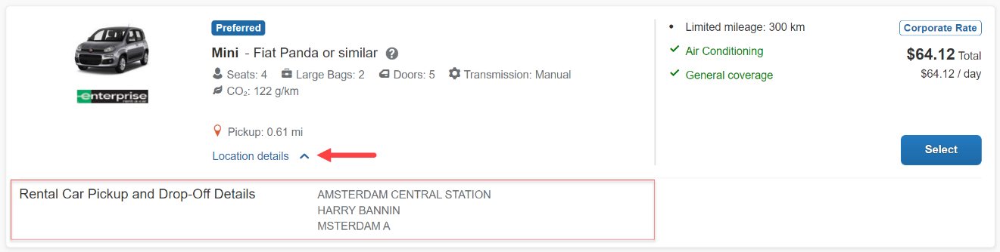 Preferred
Mini - Fiat Panda or similar ?
Seats: 4 Large Bags: 2 Doors: 5 Transmission: Manual
CO₂: 122 g/km
enterprise
rent-a-car
Pickup: 0.61 mi
Location details
Limited mileage: 300 km
Air Conditioning
General coverage
Corporate Rate
$64.12 Total
$64.12 / day
Select
Rental Car Pickup and Drop-Off Details
AMSTERDAM CENTRAL STATION
HARRY BANNIN
MSTERDAM A